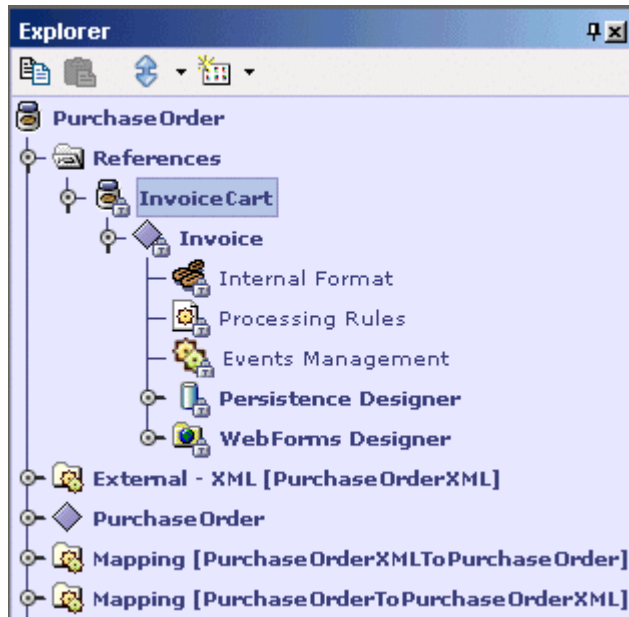 Explorer
PurchaseOrder
References
InvoiceCart
Invoice
Internal Format
Processing Rules
Events Management
Persistence Designer
WebForms Designer
External - XML [PurchaseOrderXML]
PurchaseOrder
Mapping [PurchaseOrderXMLToPurchaseOrder]
Mapping [PurchaseOrderToPurchaseOrderXML]